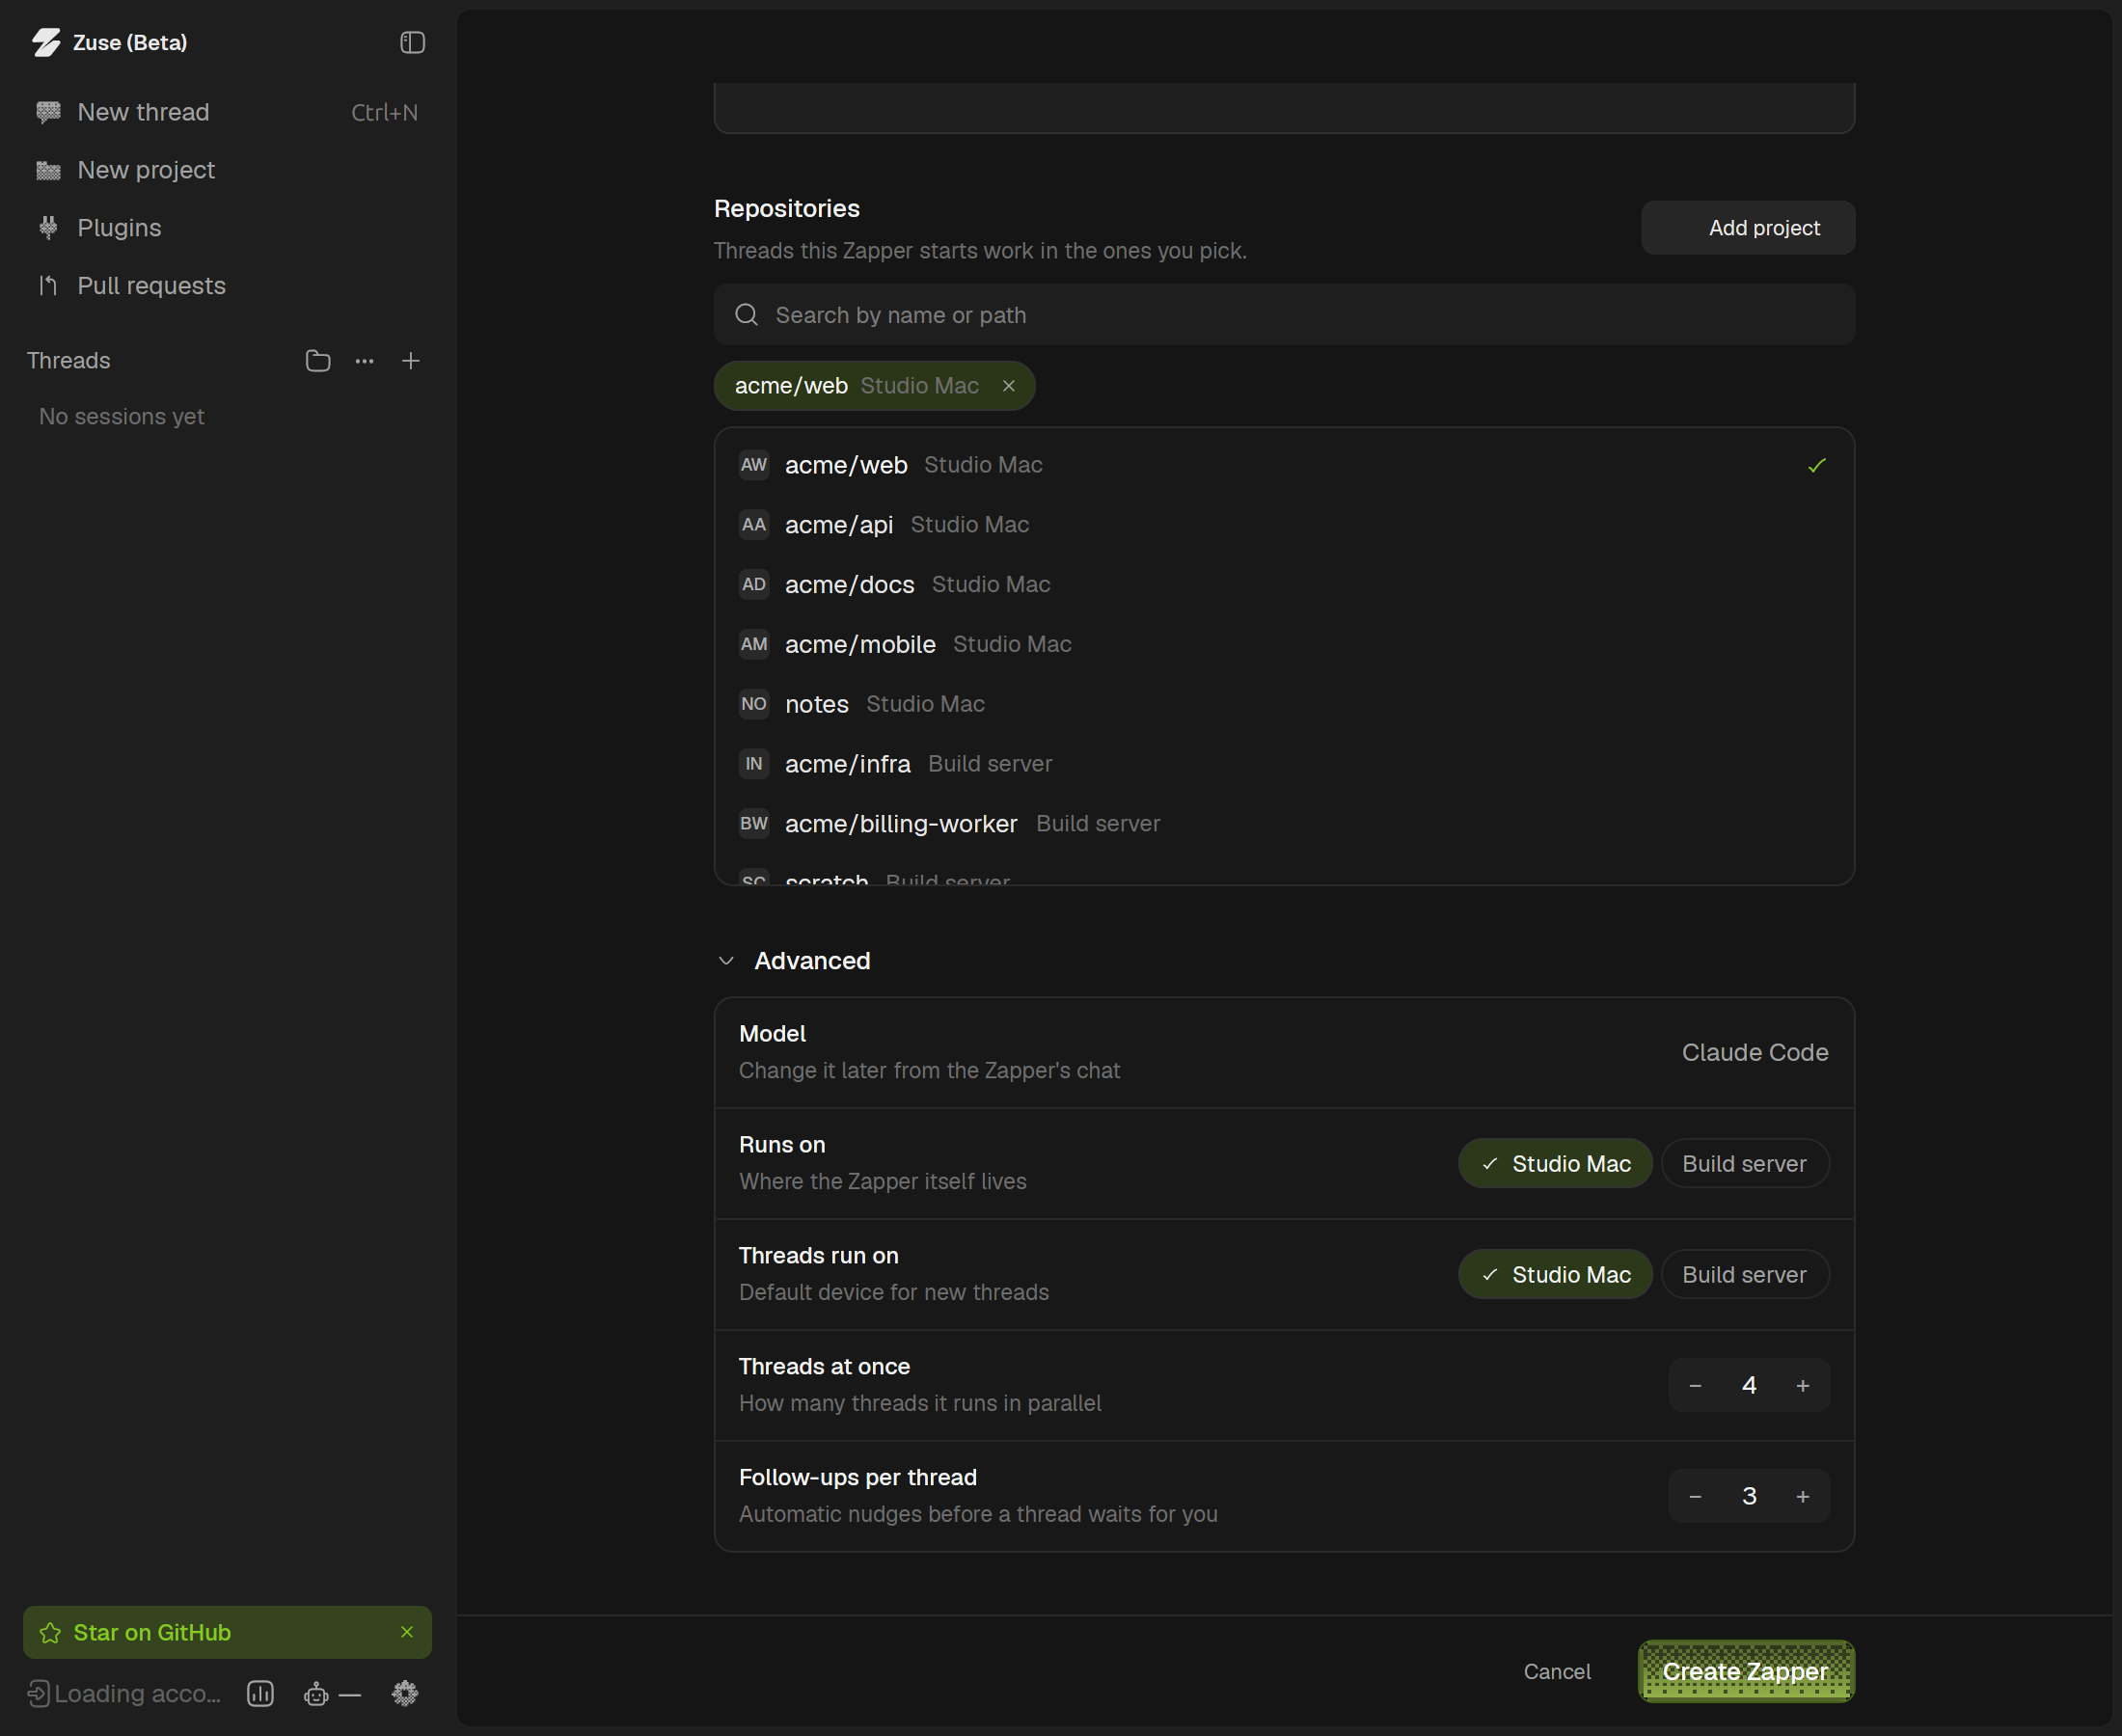 Zuse (Beta)
New thread Ctrl+N
New project
Plugins
Pull requests
Threads
No sessions yet
Star on GitHub
Loading acco...
Repositories
Threads this Zapper starts work in the ones you pick.
Add project
Search by name or path
acme/web Studio Mac
AW acme/web Studio Mac
AA acme/api Studio Mac
AD acme/docs Studio Mac
AM acme/mobile Studio Mac
NO notes Studio Mac
IN acme/infra Build server
BW acme/billing-worker Build server
SC scratch Build server
Advanced
Model
Change it later from the Zapper's chat
Claude Code
Runs on
Where the Zapper itself lives
Studio Mac Build server
Threads run on
Default device for new threads
Studio Mac Build server
Threads at once
How many threads it runs in parallel
− 4 +
Follow-ups per thread
Automatic nudges before a thread waits for you
− 3 +
Cancel Create Zapper